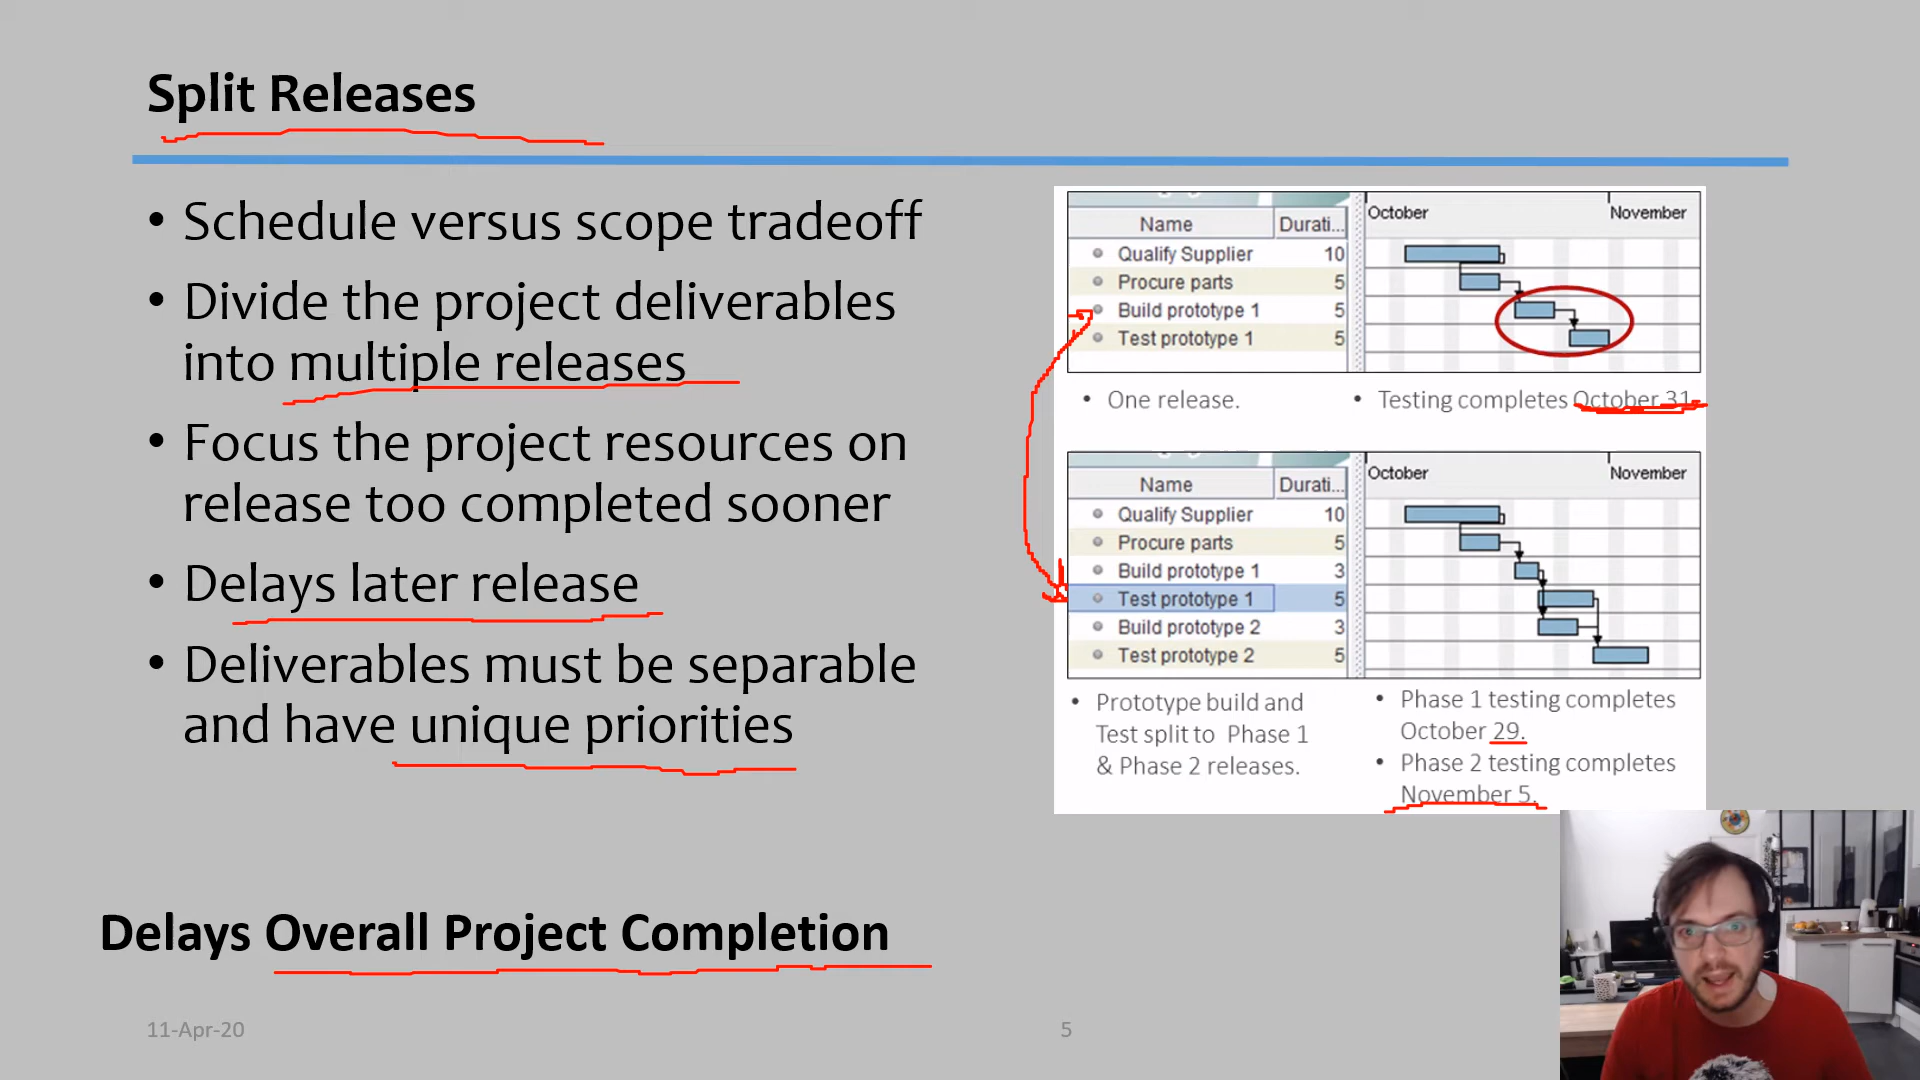 Split Releases
• Schedule versus scope tradeoff
• Divide the project deliverables
into multiple releases
• Focus the project resources on
release too completed sooner
• Delays later release
• Deliverables must be separable
and have unique priorities
Delays Overall Project Completion
Name Durati... October November
Qualify Supplier 10
Procure parts 5
Build prototype 1 5
Test prototype 1 5
• One release.
• Testing completes October 31
Name Durati... October November
Qualify Supplier 10
Procure parts 5
Build prototype 1 3
Test prototype 1 5
Build prototype 2 3
Test prototype 2 5
• Prototype build and
Test split to Phase 1
& Phase 2 releases.
• Phase 1 testing completes
October 29.
• Phase 2 testing completes
November 5.
11-Apr-20
5